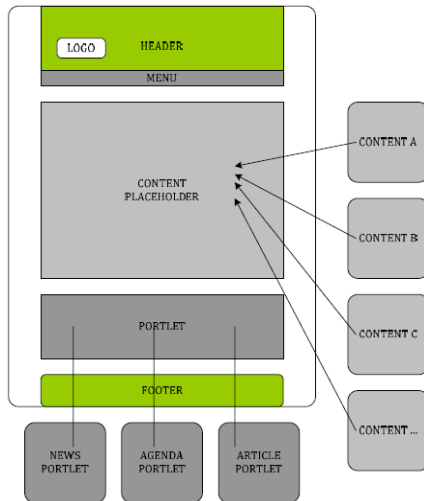 LOGO
HEADER
MENU
CONTENT
PLACEHOLDER
CONTENT A
CONTENT B
CONTENT C
CONTENT ...
PORTLET
FOOTER
NEWS
PORTLET
AGENDA
PORTLET
ARTICLE
PORTLET